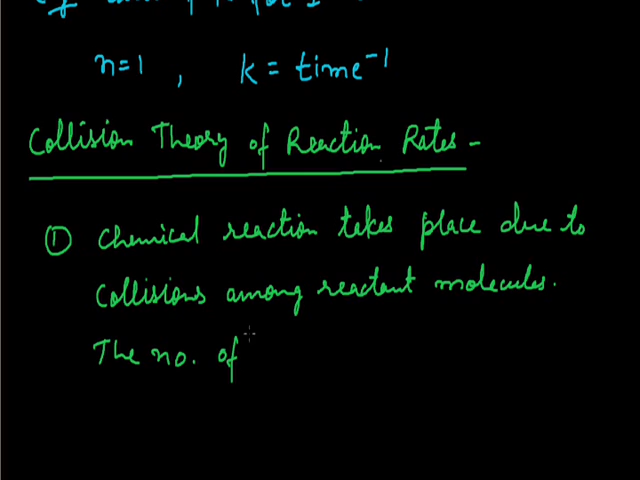 n=1 , k = time⁻¹
Collision Theory of Reaction Rates -
① Chemical reaction takes place due to
collisions among reactant molecules.
The no. of